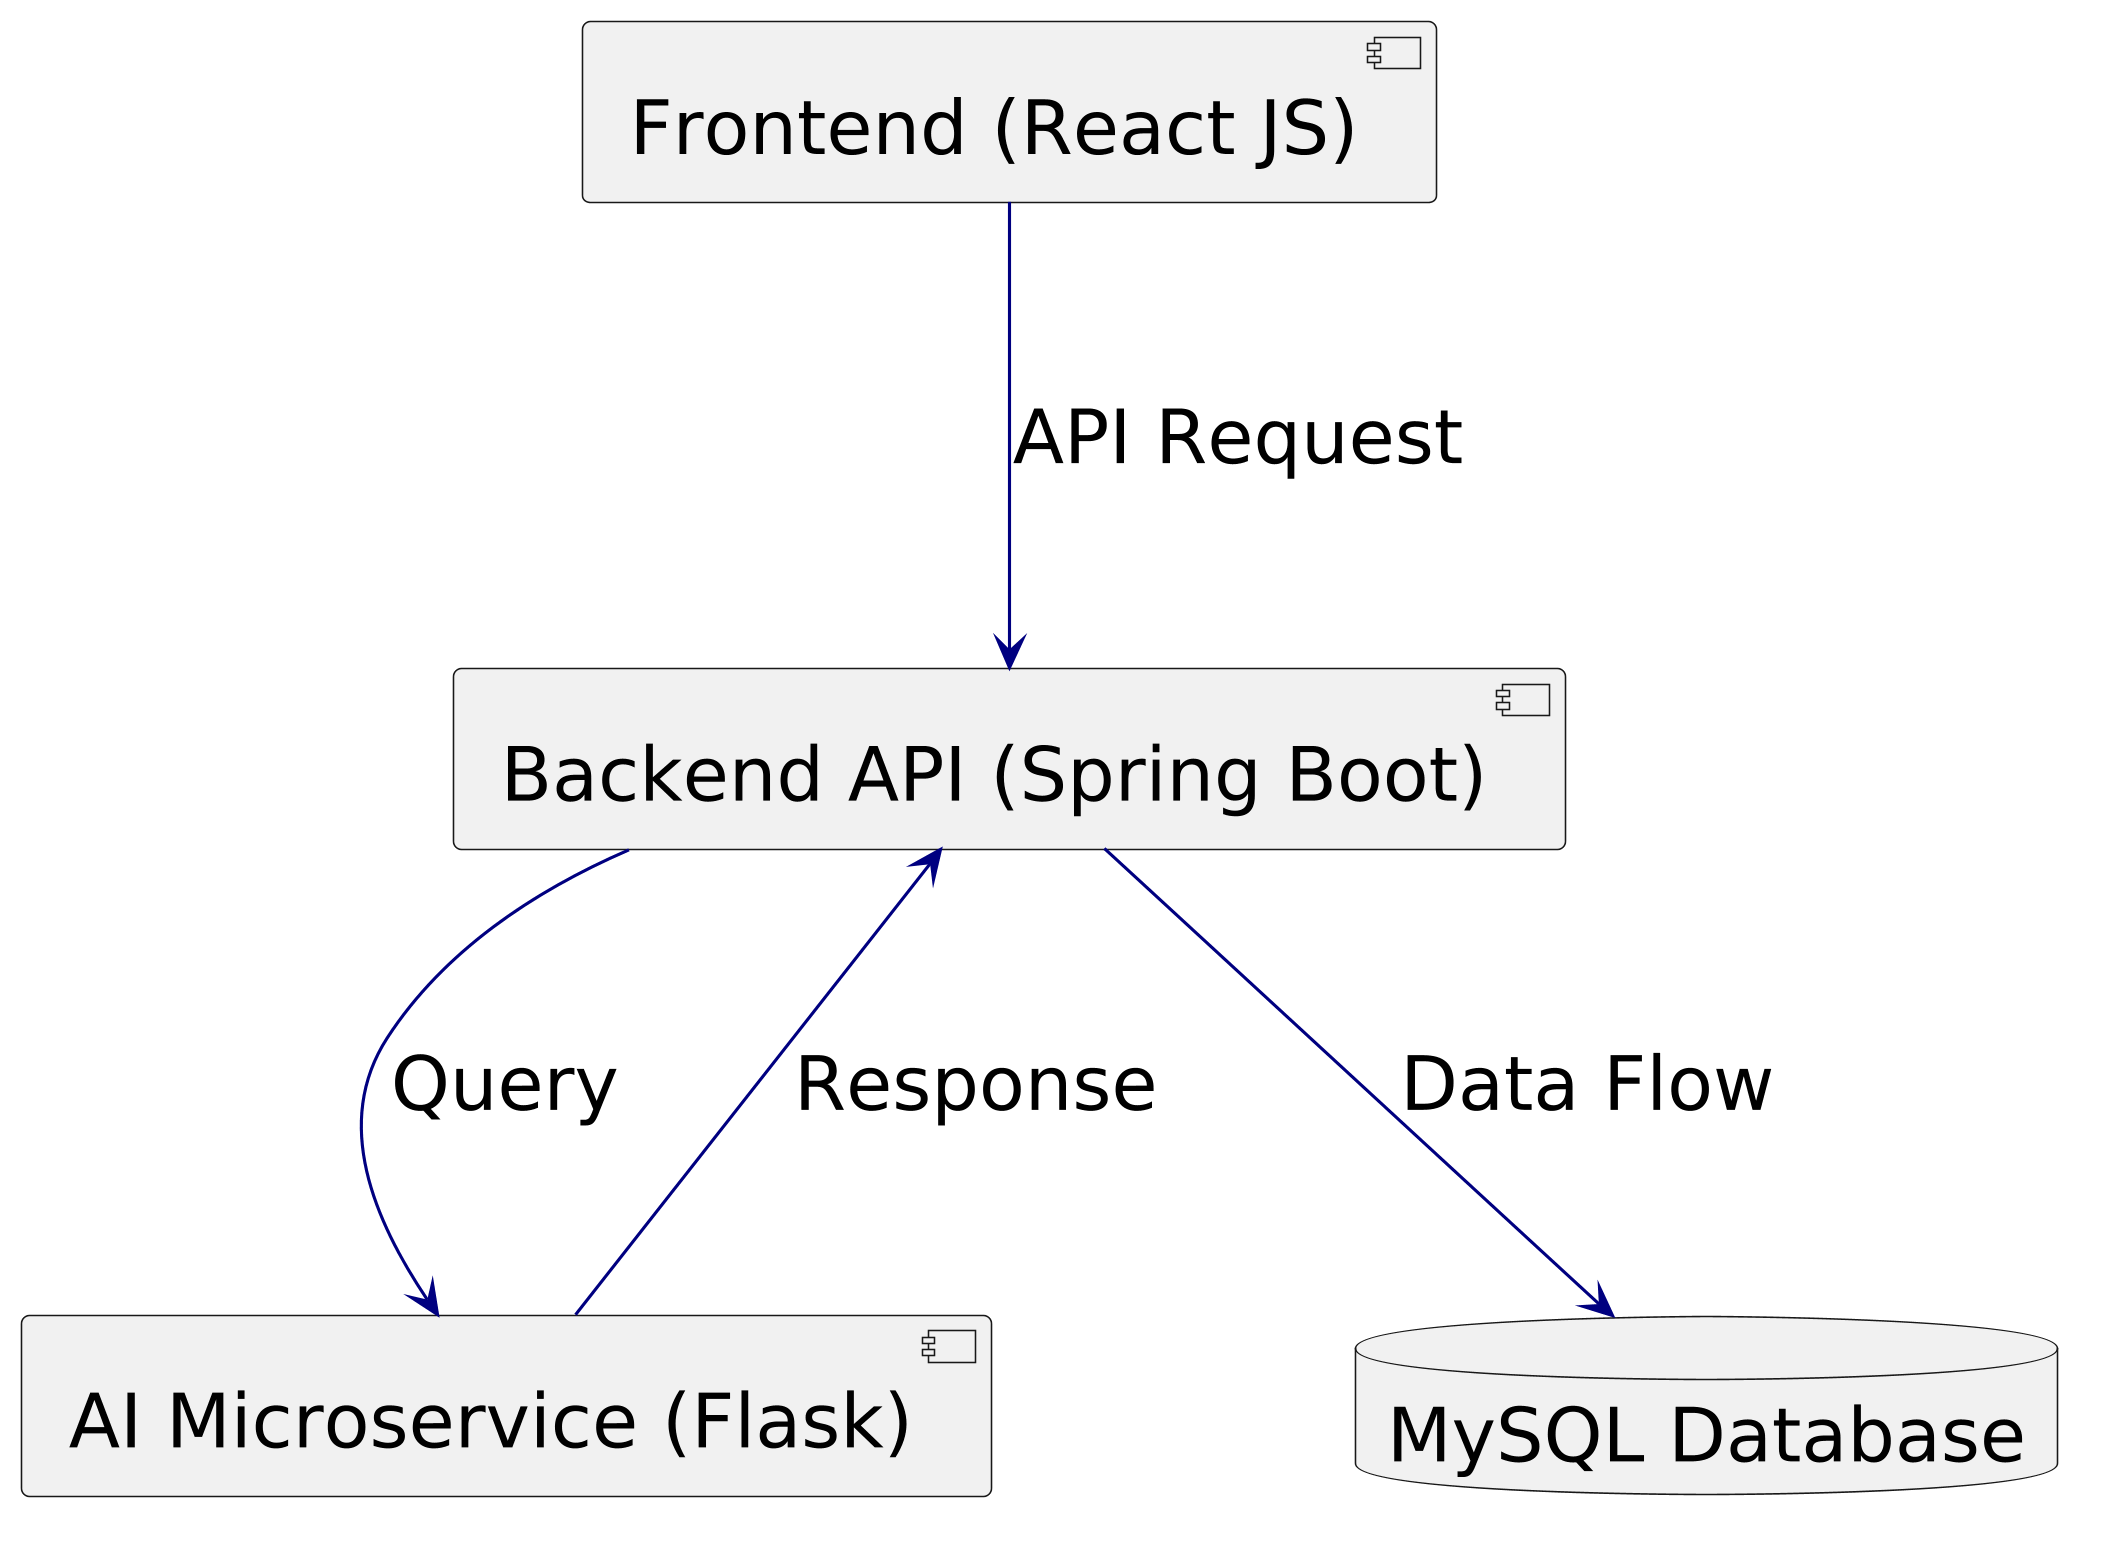 Frontend (React JS)
API Request
Backend API (Spring Boot)
Query
Response
Data Flow
AI Microservice (Flask)
MySQL Database